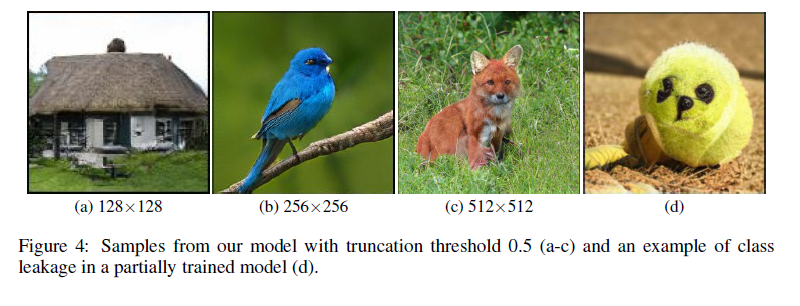 (a) 128×128
(b) 256×256
(c) 512×512
(d)
Figure 4: Samples from our model with truncation threshold 0.5 (a-c) and an example of class
leakage in a partially trained model (d).